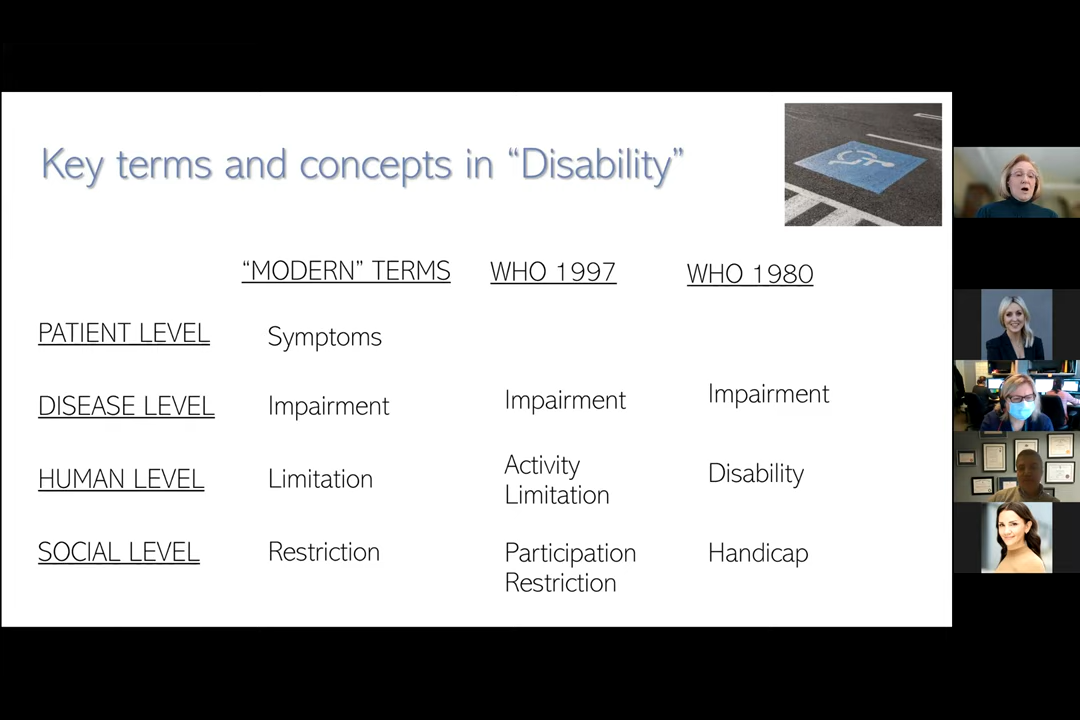 Key terms and concepts in “Disability”
“MODERN” TERMS WHO 1997 WHO 1980
PATIENT LEVEL Symptoms
DISEASE LEVEL Impairment Impairment Impairment
HUMAN LEVEL Limitation Activity Limitation Disability
SOCIAL LEVEL Restriction Participation Restriction Handicap